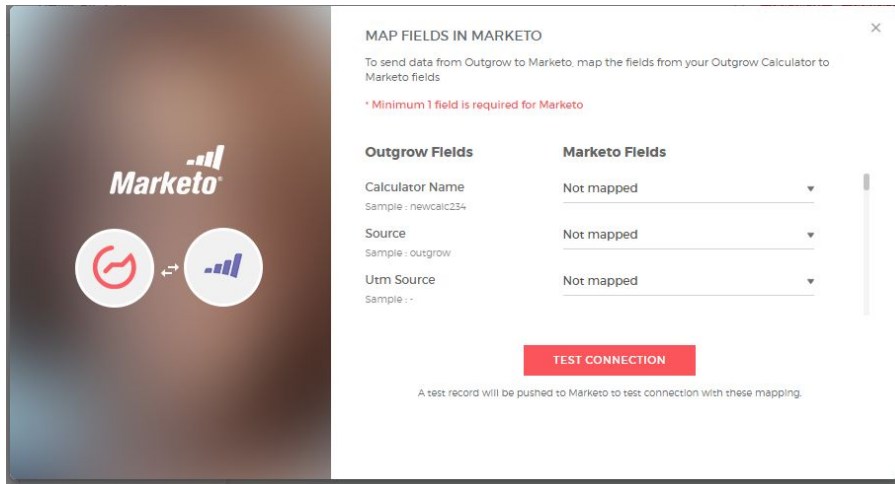 MAP FIELDS IN MARKETO
To send data from Outgrow to Marketo, map the fields from your Outgrow Calculator to
Marketo fields
* Minimum 1 field is required for Marketo
Marketo
Outgrow Fields Marketo Fields
Calculator Name Not mapped
Sample : newcalc234
Source Not mapped
Sample : outgrow
Utm Source Not mapped
Sample : -
TEST CONNECTION
A test record will be pushed to Marketo to test connection with these mapping.